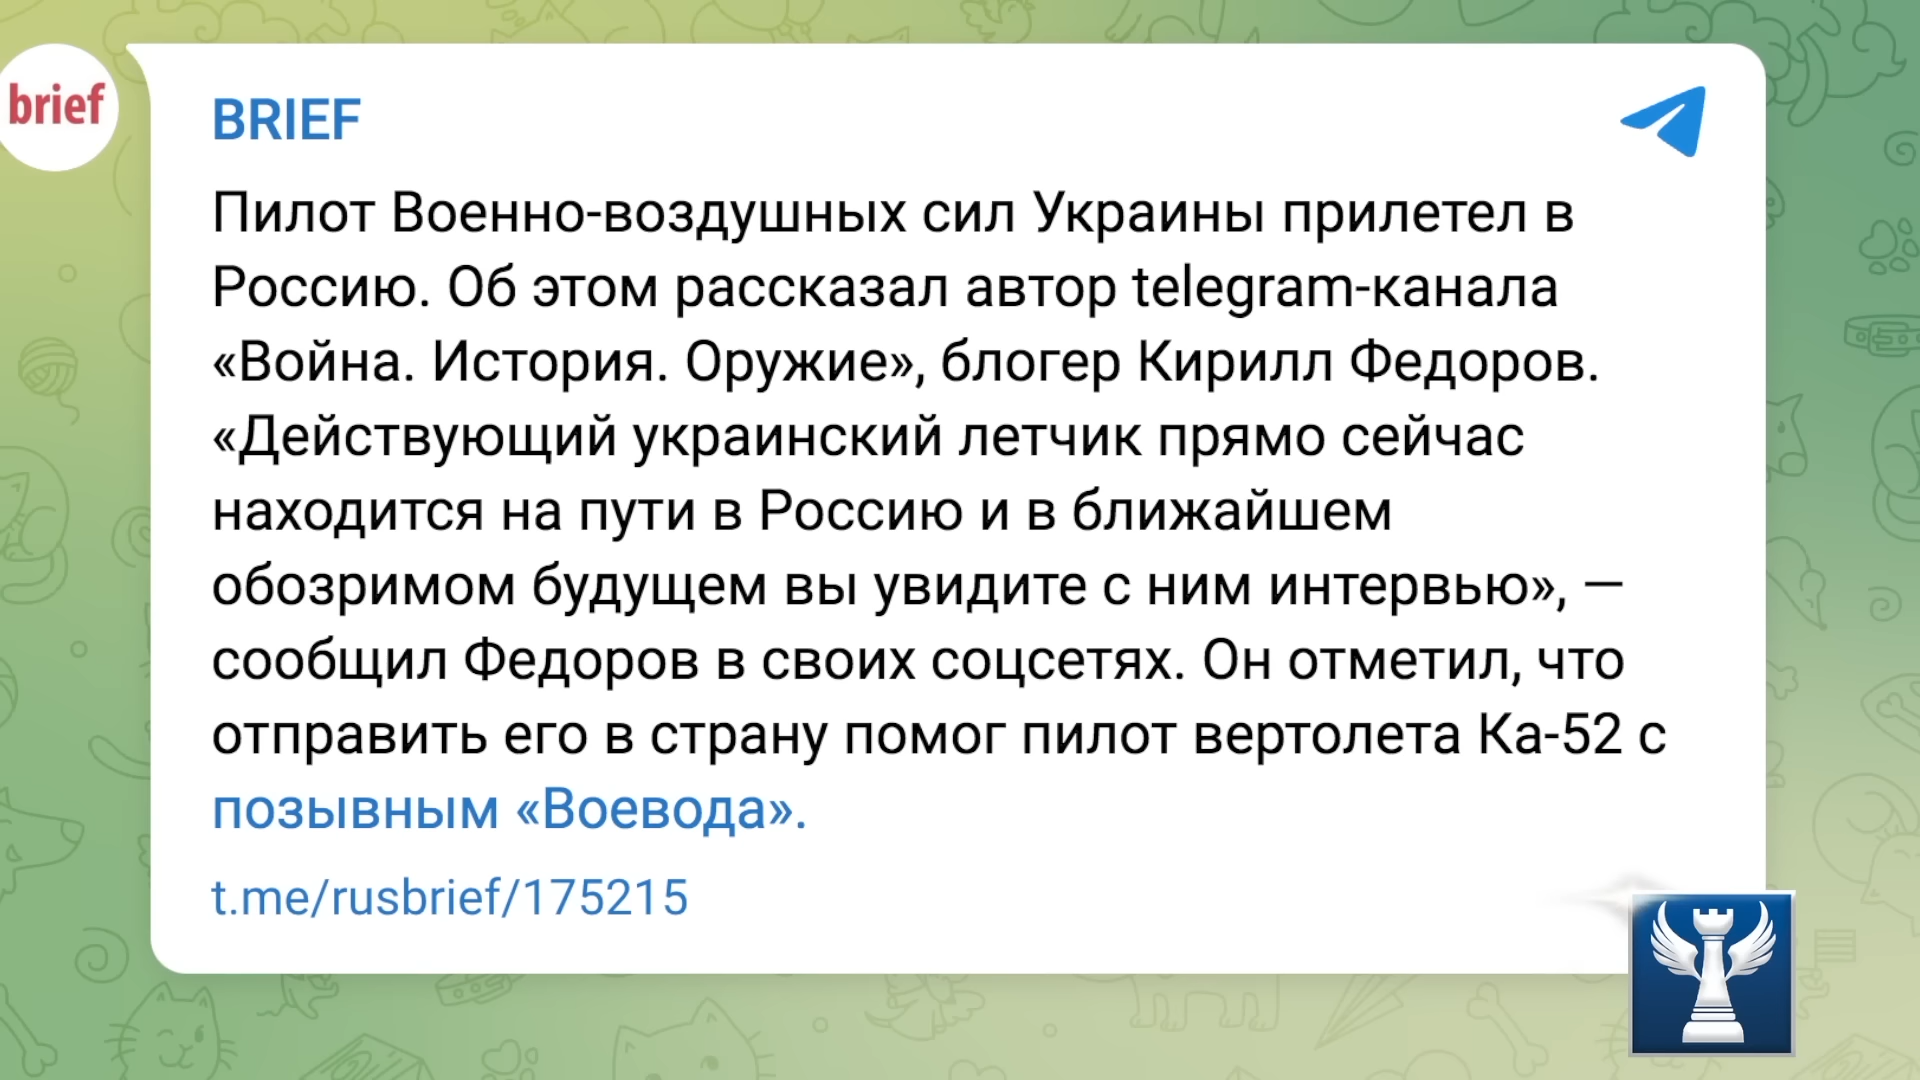 brief
BRIEF
Пилот Военно-воздушных сил Украины прилетел в
Россию. Об этом рассказал автор telegram-канала
«Война. История. Оружие», блогер Кирилл Федоров.
«Действующий украинский летчик прямо сейчас
находится на пути в Россию и в ближайшем
обозримом будущем вы увидите с ним интервью», —
сообщил Федоров в своих соцсетях. Он отметил, что
отправить его в страну помог пилот вертолета Ка-52 с
позывным «Воевода».
t.me/rusbrief/175215